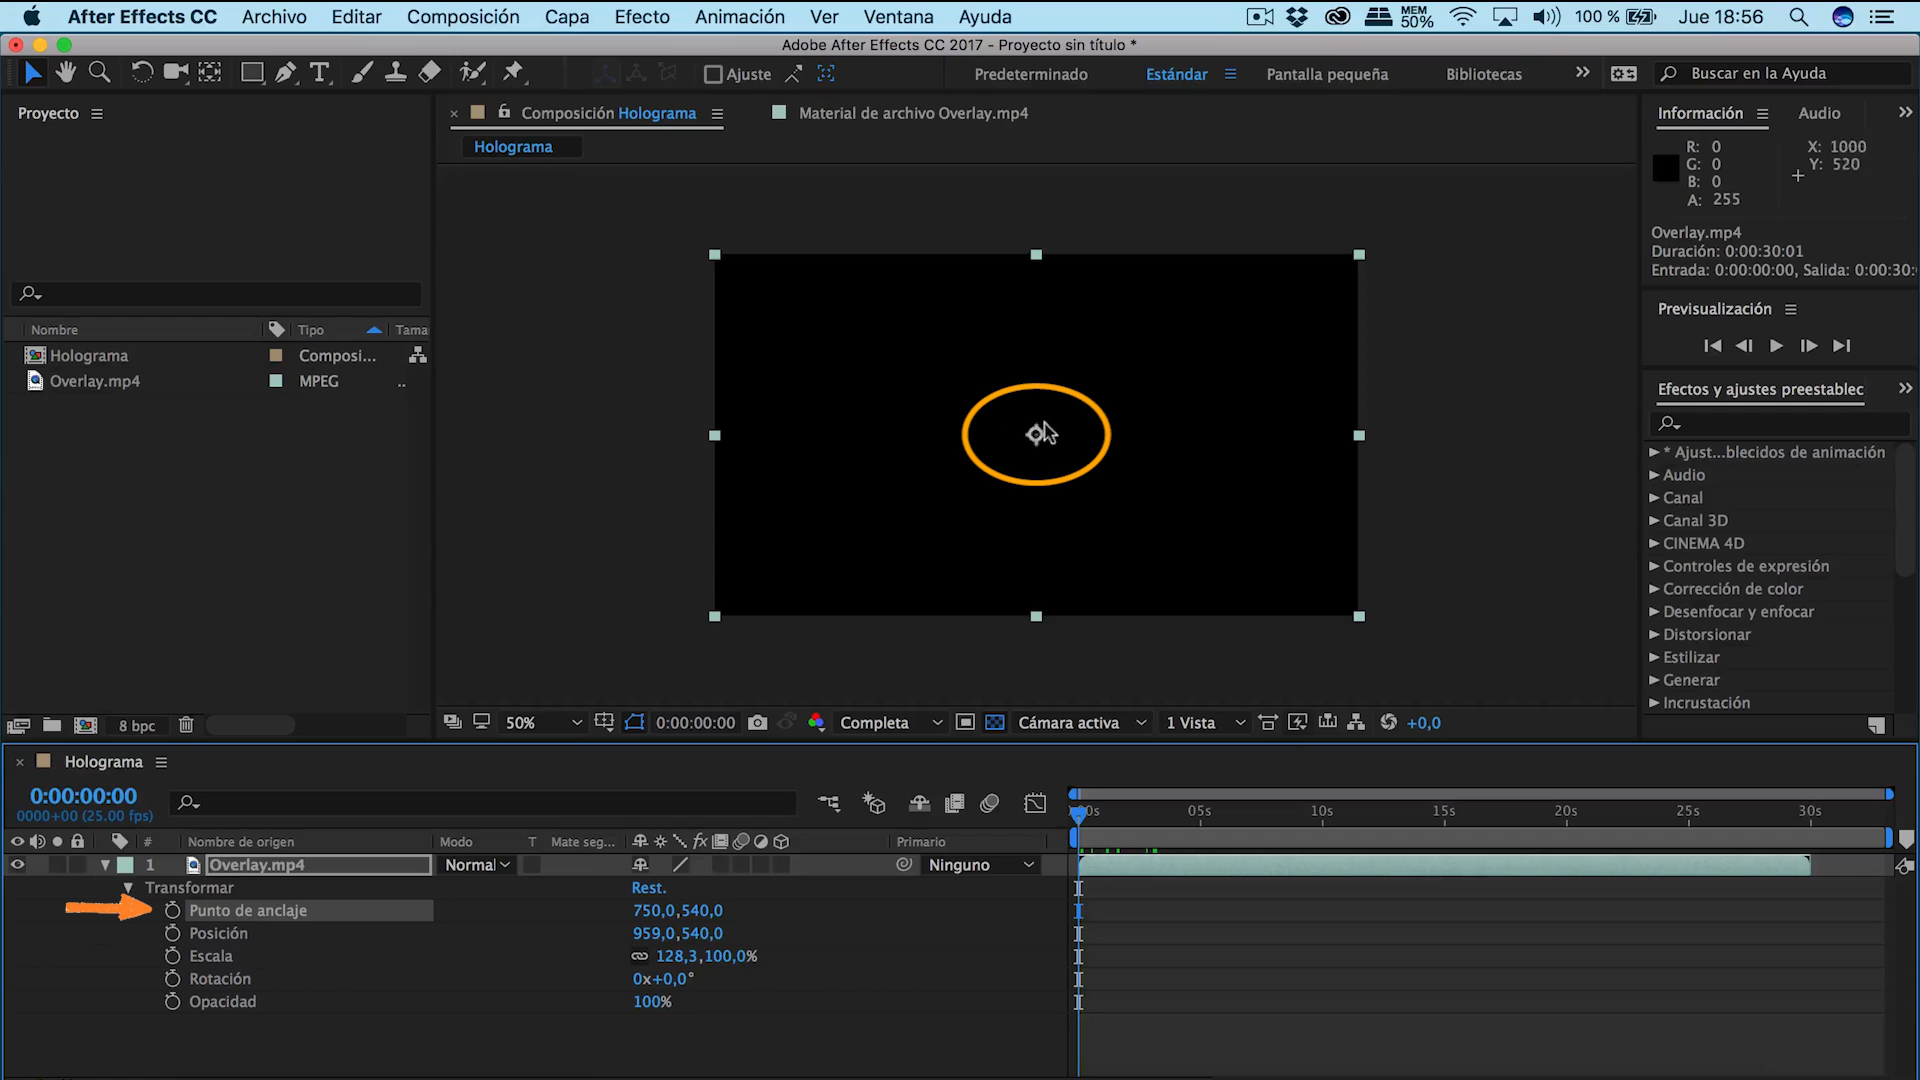 After Effects CC Archivo Editar Composición Capa Efecto Animación Ver Ventana Ayuda MEM 50% 100 % Jue 18:56
Adobe After Effects CC 2017 - Proyecto sin título *
Ajuste Predeterminado Estándar Pantalla pequeña Bibliotecas Buscar en la Ayuda
Proyecto
Composición Holograma
Material de archivo Overlay.mp4
Holograma
Información Audio
R: 0 X: 1000
G: 0 Y: 520
B: 0
A: 255
Overlay.mp4
Duración: 0:00:30:01
Entrada: 0:00:00:00, Salida: 0:00:30:
Previsualización
Efectos y ajustes preestablec
* Ajust...blecidos de animación
Audio
Canal
Canal 3D
CINEMA 4D
Controles de expresión
Corrección de color
Desenfocar y enfocar
Distorsionar
Estilizar
Generar
Incrustación
Nombre Tipo Tama
Holograma Composi...
Overlay.mp4 MPEG ..
8 bpc
50% 0:00:00:00 Completa Cámara activa 1 Vista +0,0
Holograma
0:00:00:00
0000+00 (25.00 fps)
05s 10s 15s 20s 25s 30s
# Nombre de origen Modo T Mate seg... fx Primario
1 Overlay.mp4 Normal Ninguno
Transformar Rest.
Punto de anclaje 750,0,540,0
Posición 959,0,540,0
Escala 128,3,100,0%
Rotación 0x+0,0°
Opacidad 100%